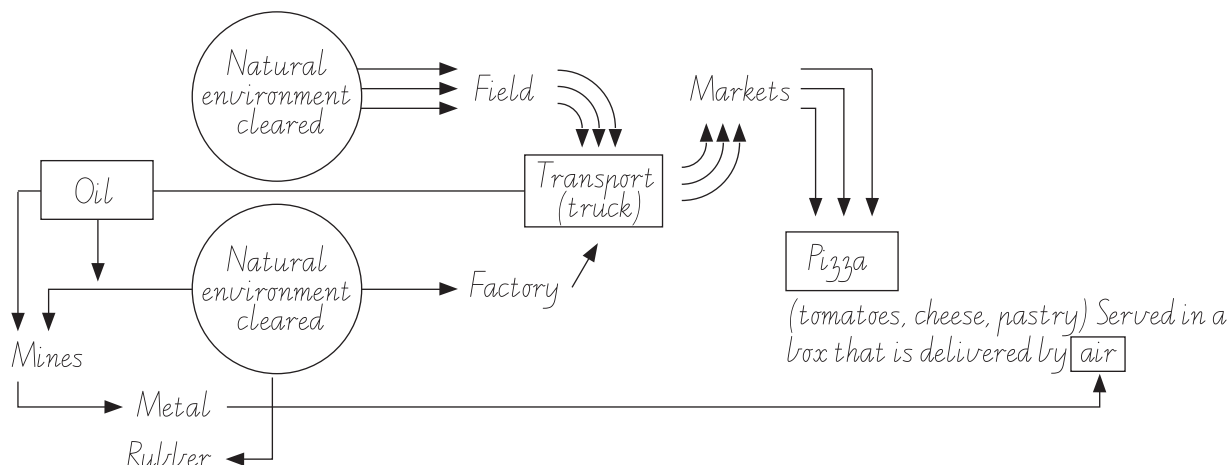 Natural
environment
cleared
Field
Markets
Oil
Transport
(truck)
Natural
environment
cleared
Factory
Pizza
(tomatoes, cheese, pastry) Served in a
box that is delivered by air
Mines
Metal
Rubber